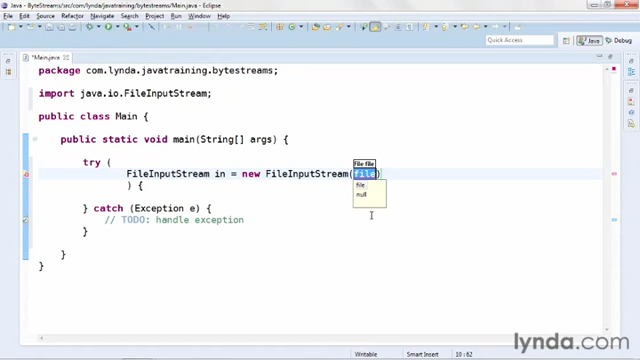 Java - ByteStreams/src/com/lynda/javatraining/bytestreams/Main.java - Eclipse
File Edit Source Refactor Navigate Search Project Run Window Help
Quick Access
Java
Debug
*Main.java
package com.lynda.javatraining.bytestreams;
import java.io.FileInputStream;
public class Main {
public static void main(String[] args) {
try (
File file
FileInputStream in = new FileInputStream(file)
) {
file
null
} catch (Exception e) {
// TODO: handle exception
}
}
}
lynda.com
Writable
Smart Insert
10 : 62